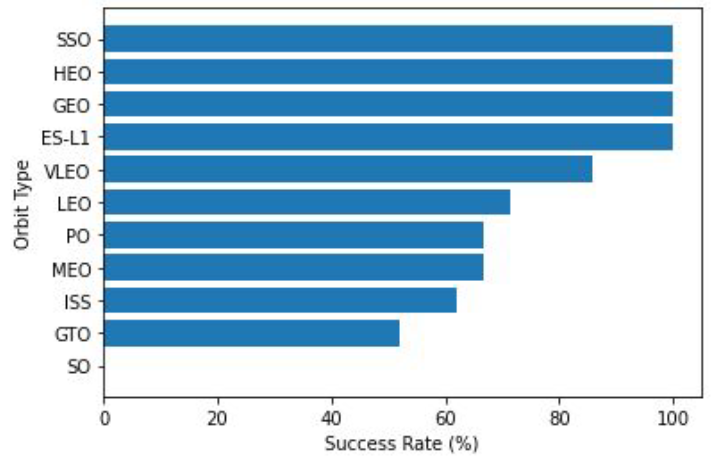 SSO
HEO
GEO
ES-L1
VLEO
LEO
PO
MEO
ISS
GTO
SO
Orbit Type
0 20 40 60 80 100
Success Rate (%)